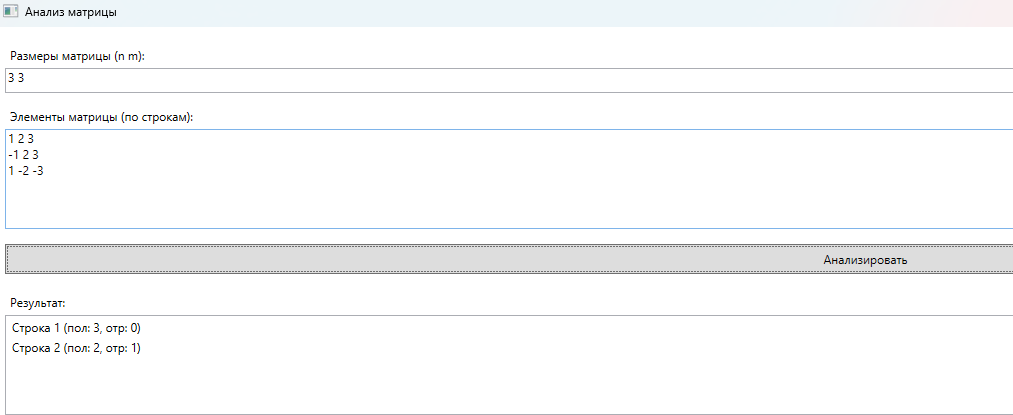 Анализ матрицы
Размеры матрицы (n m):
3 3
Элементы матрицы (по строкам):
1 2 3
-1 2 3
1 -2 -3
Анализировать
Результат:
Строка 1 (пол: 3, отр: 0)
Строка 2 (пол: 2, отр: 1)